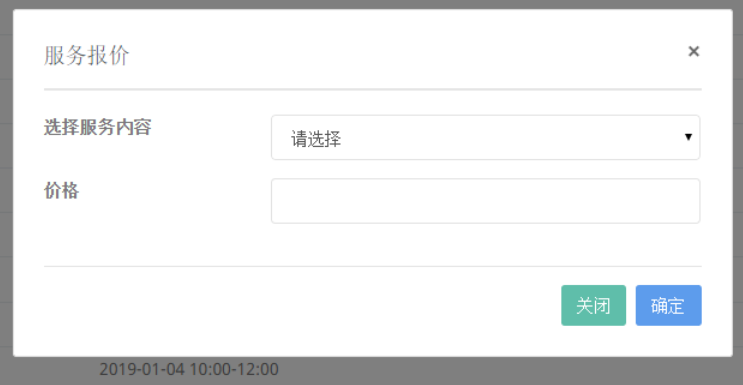 服务报价 ×
选择服务内容 请选择
价格
关闭 确定
2019-01-04 10:00-12:00